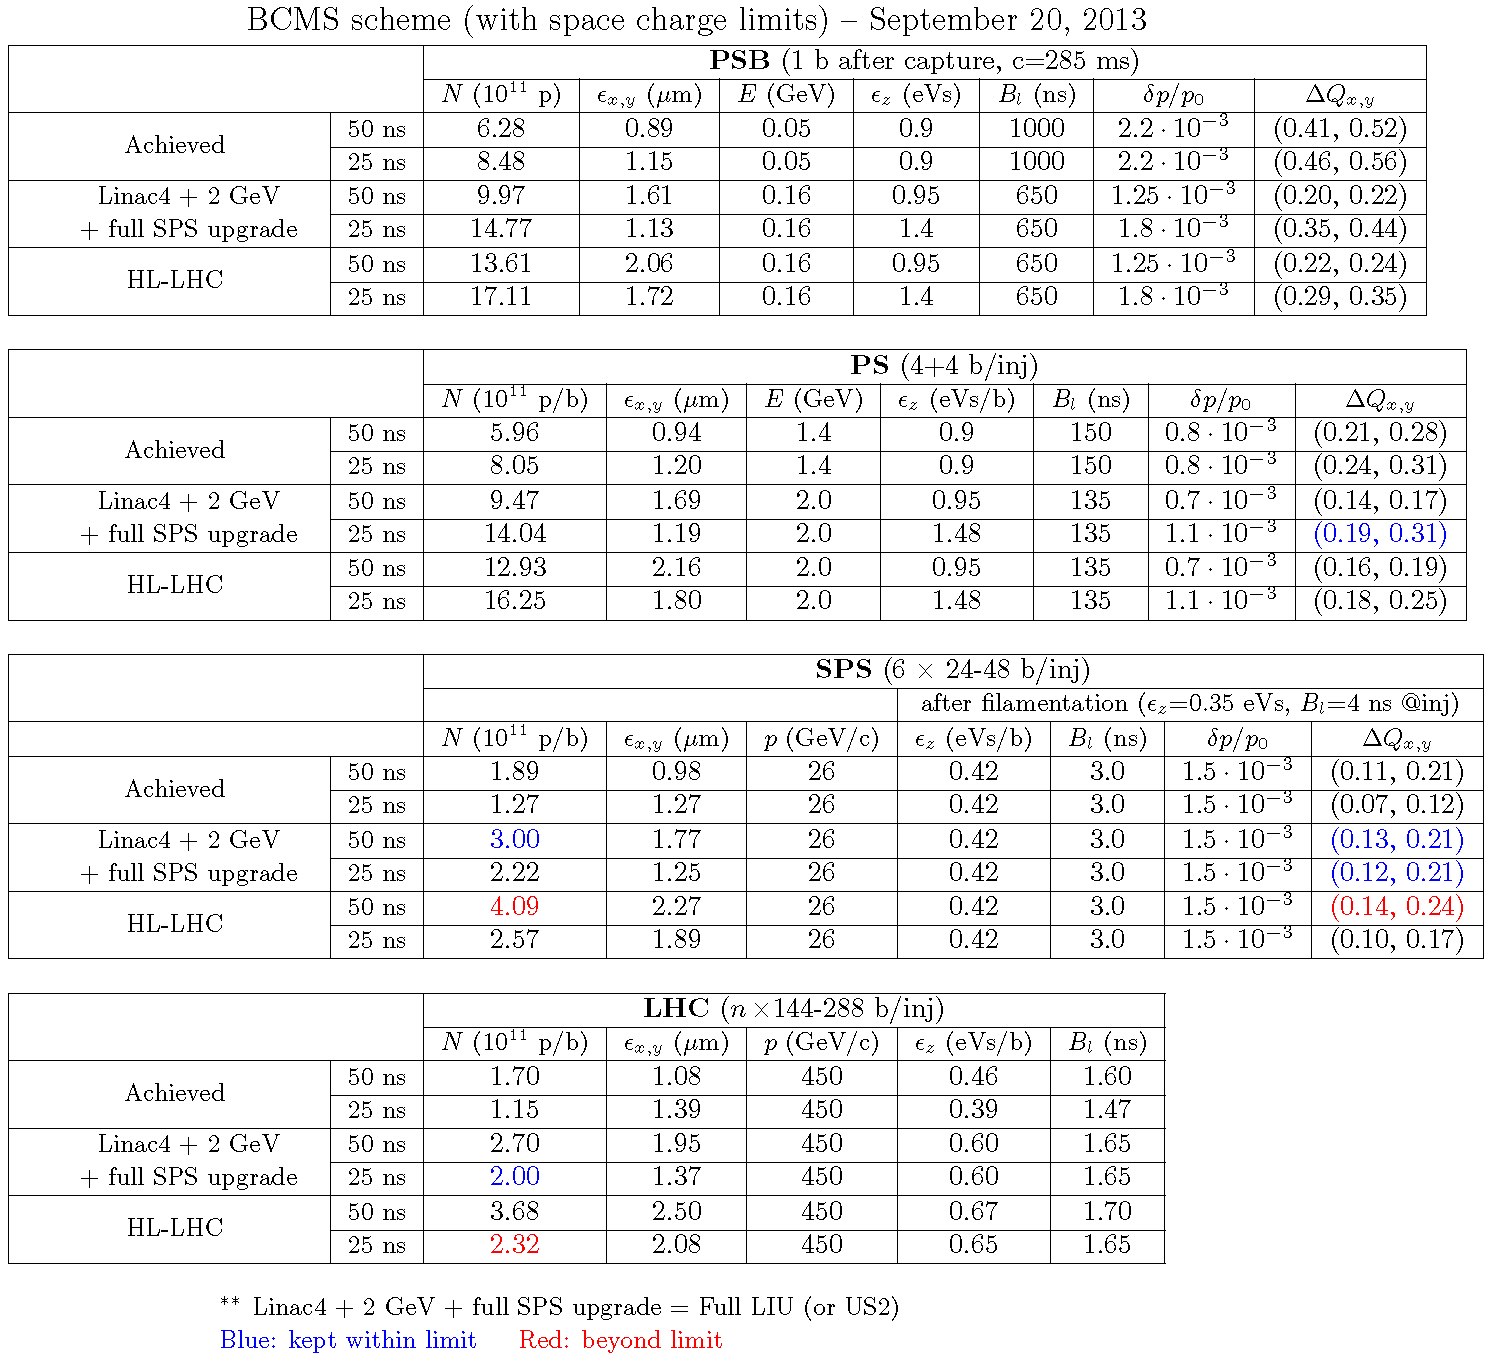 BCMS scheme (with space charge limits) – September 20, 2013
PSB (1 b after capture, c=285 ms)
N (10¹¹ p) ϵx,y (μm) E (GeV) ϵz (eVs) Bl (ns) δp/p0 ΔQx,y
Achieved 50 ns 6.28 0.89 0.05 0.9 1000 2.2 · 10⁻³ (0.41, 0.52)
25 ns 8.48 1.15 0.05 0.9 1000 2.2 · 10⁻³ (0.46, 0.56)
Linac4 + 2 GeV 50 ns 9.97 1.61 0.16 0.95 650 1.25 · 10⁻³ (0.20, 0.22)
+ full SPS upgrade 25 ns 14.77 1.13 0.16 1.4 650 1.8 · 10⁻³ (0.35, 0.44)
HL-LHC 50 ns 13.61 2.06 0.16 0.95 650 1.25 · 10⁻³ (0.22, 0.24)
25 ns 17.11 1.72 0.16 1.4 650 1.8 · 10⁻³ (0.29, 0.35)
PS (4+4 b/inj)
N (10¹¹ p/b) ϵx,y (μm) E (GeV) ϵz (eVs/b) Bl (ns) δp/p0 ΔQx,y
Achieved 50 ns 5.96 0.94 1.4 0.9 150 0.8 · 10⁻³ (0.21, 0.28)
25 ns 8.05 1.20 1.4 0.9 150 0.8 · 10⁻³ (0.24, 0.31)
Linac4 + 2 GeV 50 ns 9.47 1.69 2.0 0.95 135 0.7 · 10⁻³ (0.14, 0.17)
+ full SPS upgrade 25 ns 14.04 1.19 2.0 1.48 135 1.1 · 10⁻³ (0.19, 0.31)
HL-LHC 50 ns 12.93 2.16 2.0 0.95 135 0.7 · 10⁻³ (0.16, 0.19)
25 ns 16.25 1.80 2.0 1.48 135 1.1 · 10⁻³ (0.18, 0.25)
SPS (6 × 24-48 b/inj)
after filamentation (ϵz=0.35 eVs, Bl=4 ns @inj)
N (10¹¹ p/b) ϵx,y (μm) p (GeV/c) ϵz (eVs/b) Bl (ns) δp/p0 ΔQx,y
Achieved 50 ns 1.89 0.98 26 0.42 3.0 1.5 · 10⁻³ (0.11, 0.21)
25 ns 1.27 1.27 26 0.42 3.0 1.5 · 10⁻³ (0.07, 0.12)
Linac4 + 2 GeV 50 ns 3.00 1.77 26 0.42 3.0 1.5 · 10⁻³ (0.13, 0.21)
+ full SPS upgrade 25 ns 2.22 1.25 26 0.42 3.0 1.5 · 10⁻³ (0.12, 0.21)
HL-LHC 50 ns 4.09 2.27 26 0.42 3.0 1.5 · 10⁻³ (0.14, 0.24)
25 ns 2.57 1.89 26 0.42 3.0 1.5 · 10⁻³ (0.10, 0.17)
LHC (n ×144-288 b/inj)
N (10¹¹ p/b) ϵx,y (μm) p (GeV/c) ϵz (eVs/b) Bl (ns)
Achieved 50 ns 1.70 1.08 450 0.46 1.60
25 ns 1.15 1.39 450 0.39 1.47
Linac4 + 2 GeV 50 ns 2.70 1.95 450 0.60 1.65
+ full SPS upgrade 25 ns 2.00 1.37 450 0.60 1.65
HL-LHC 50 ns 3.68 2.50 450 0.67 1.70
25 ns 2.32 2.08 450 0.65 1.65
** Linac4 + 2 GeV + full SPS upgrade = Full LIU (or US2)
Blue: kept within limit Red: beyond limit